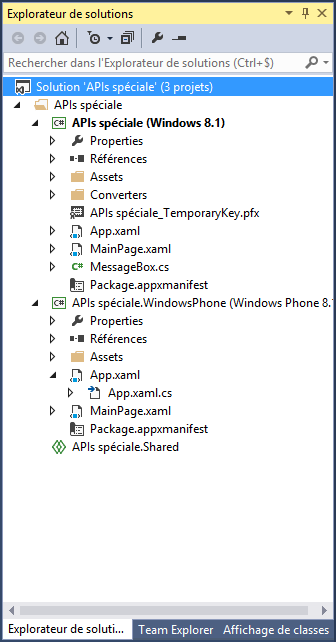 Explorateur de solutions
Rechercher dans l'Explorateur de solutions (Ctrl+$)
Solution 'APIs spéciale' (3 projets)
APIs spéciale
C# APIs spéciale (Windows 8.1)
Properties
Références
Assets
Converters
APIs spéciale_TemporaryKey.pfx
App.xaml
MainPage.xaml
C# MessageBox.cs
Package.appxmanifest
C# APIs spéciale.WindowsPhone (Windows Phone 8.
Properties
Références
Assets
App.xaml
App.xaml.cs
MainPage.xaml
Package.appxmanifest
APIs spéciale.Shared
Explorateur de soluti... Team Explorer Affichage de classes